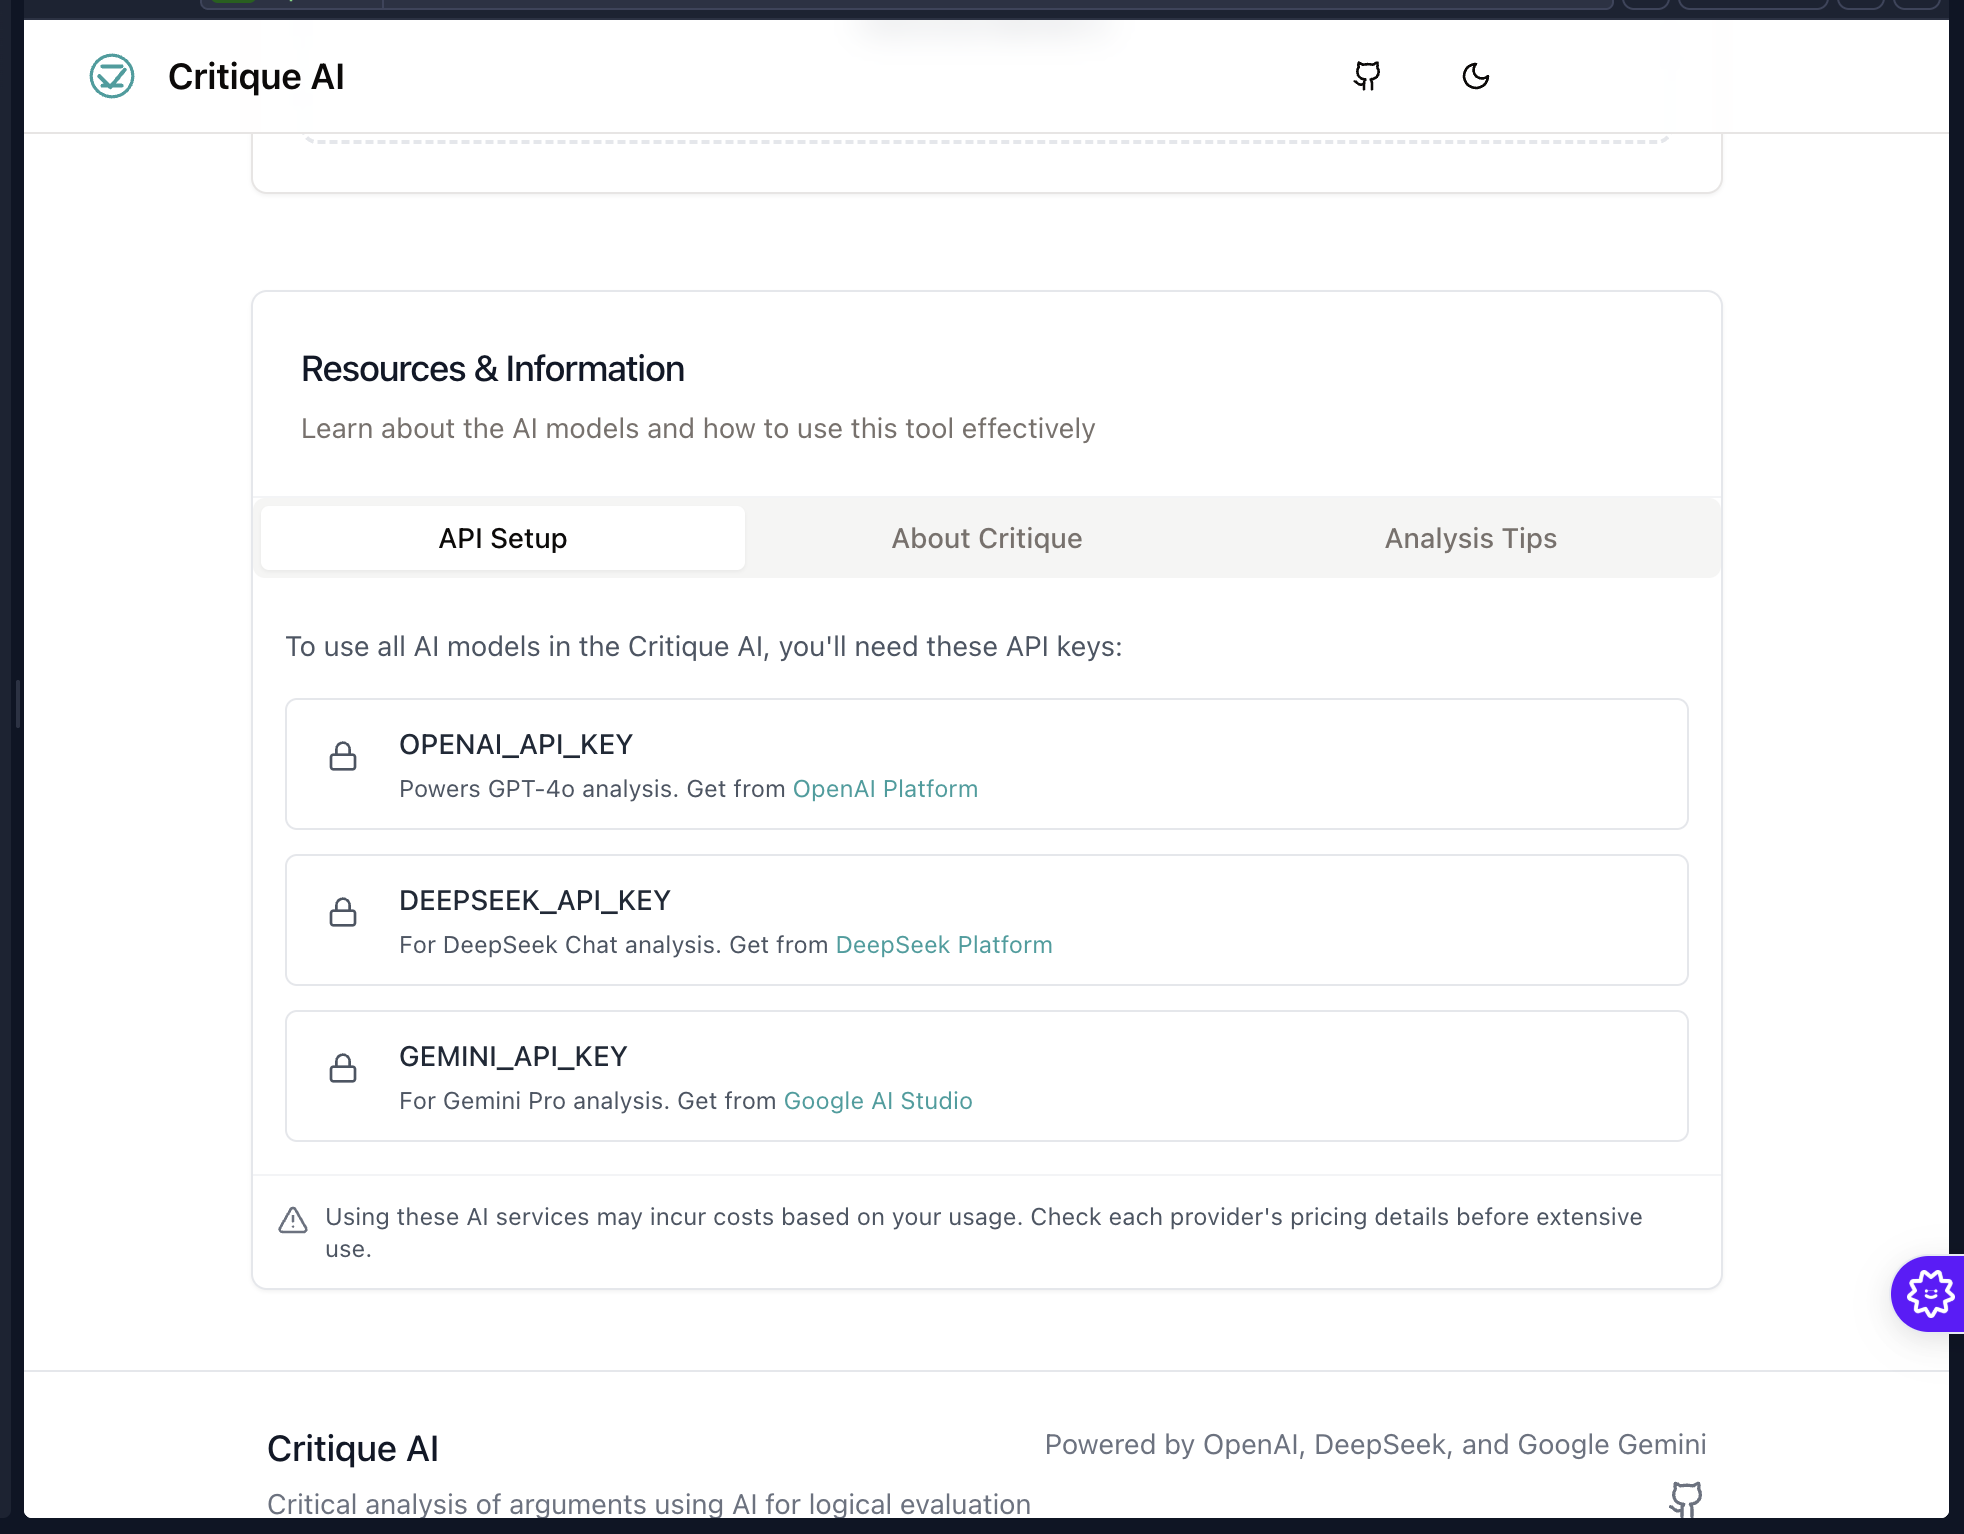 Critique AI
Resources & Information
Learn about the AI models and how to use this tool effectively
API Setup
About Critique
Analysis Tips
To use all AI models in the Critique AI, you'll need these API keys:
OPENAI_API_KEY
Powers GPT-4o analysis. Get from OpenAI Platform
DEEPSEEK_API_KEY
For DeepSeek Chat analysis. Get from DeepSeek Platform
GEMINI_API_KEY
For Gemini Pro analysis. Get from Google AI Studio
Using these AI services may incur costs based on your usage. Check each provider's pricing details before extensive
use.
Critique AI
Powered by OpenAI, DeepSeek, and Google Gemini
Critical analysis of arguments using AI for logical evaluation